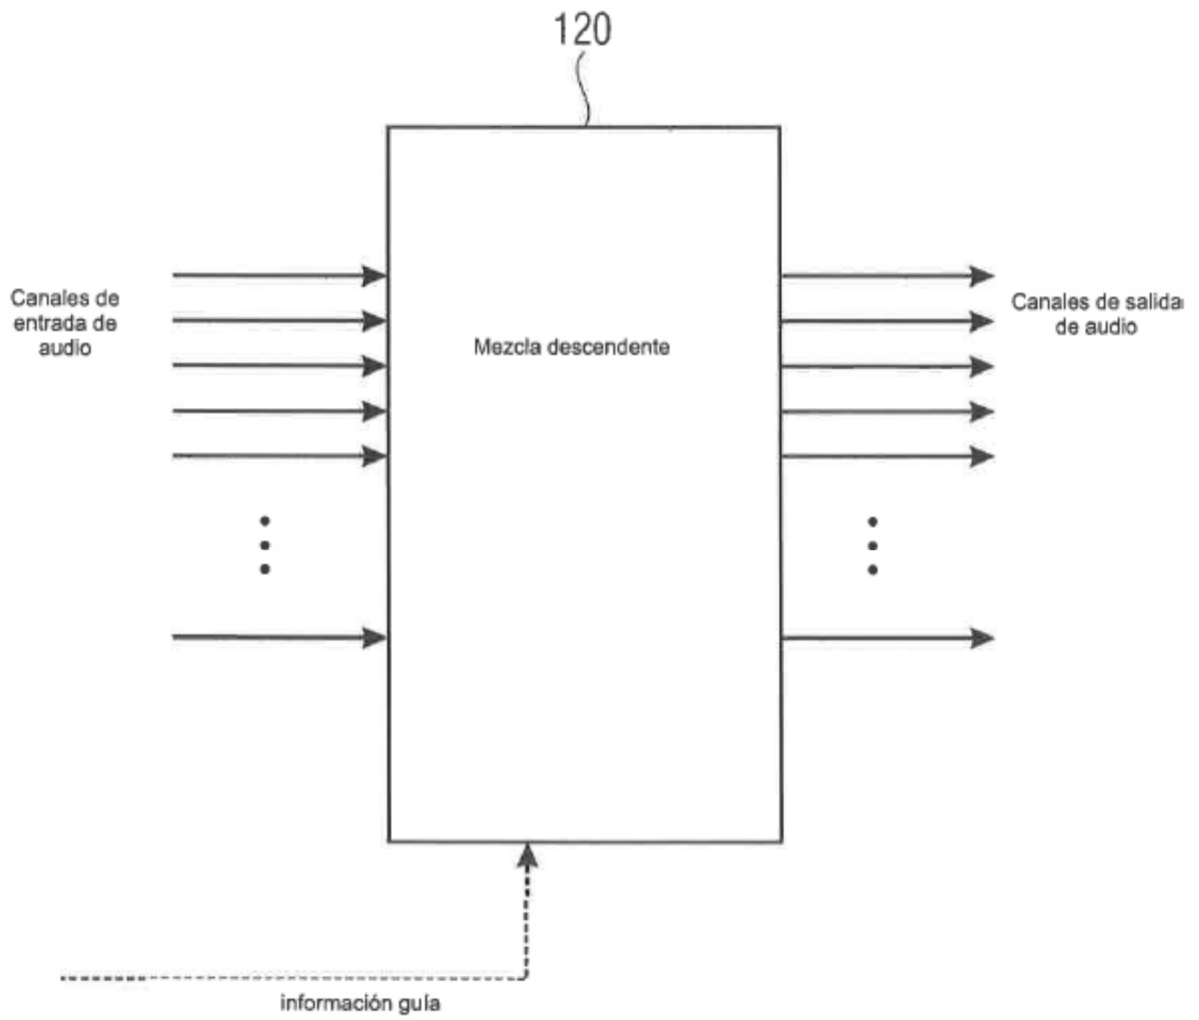 120
Canales de
entrada de
audio
Mezcla descendente
Canales de salida
de audio
información guía